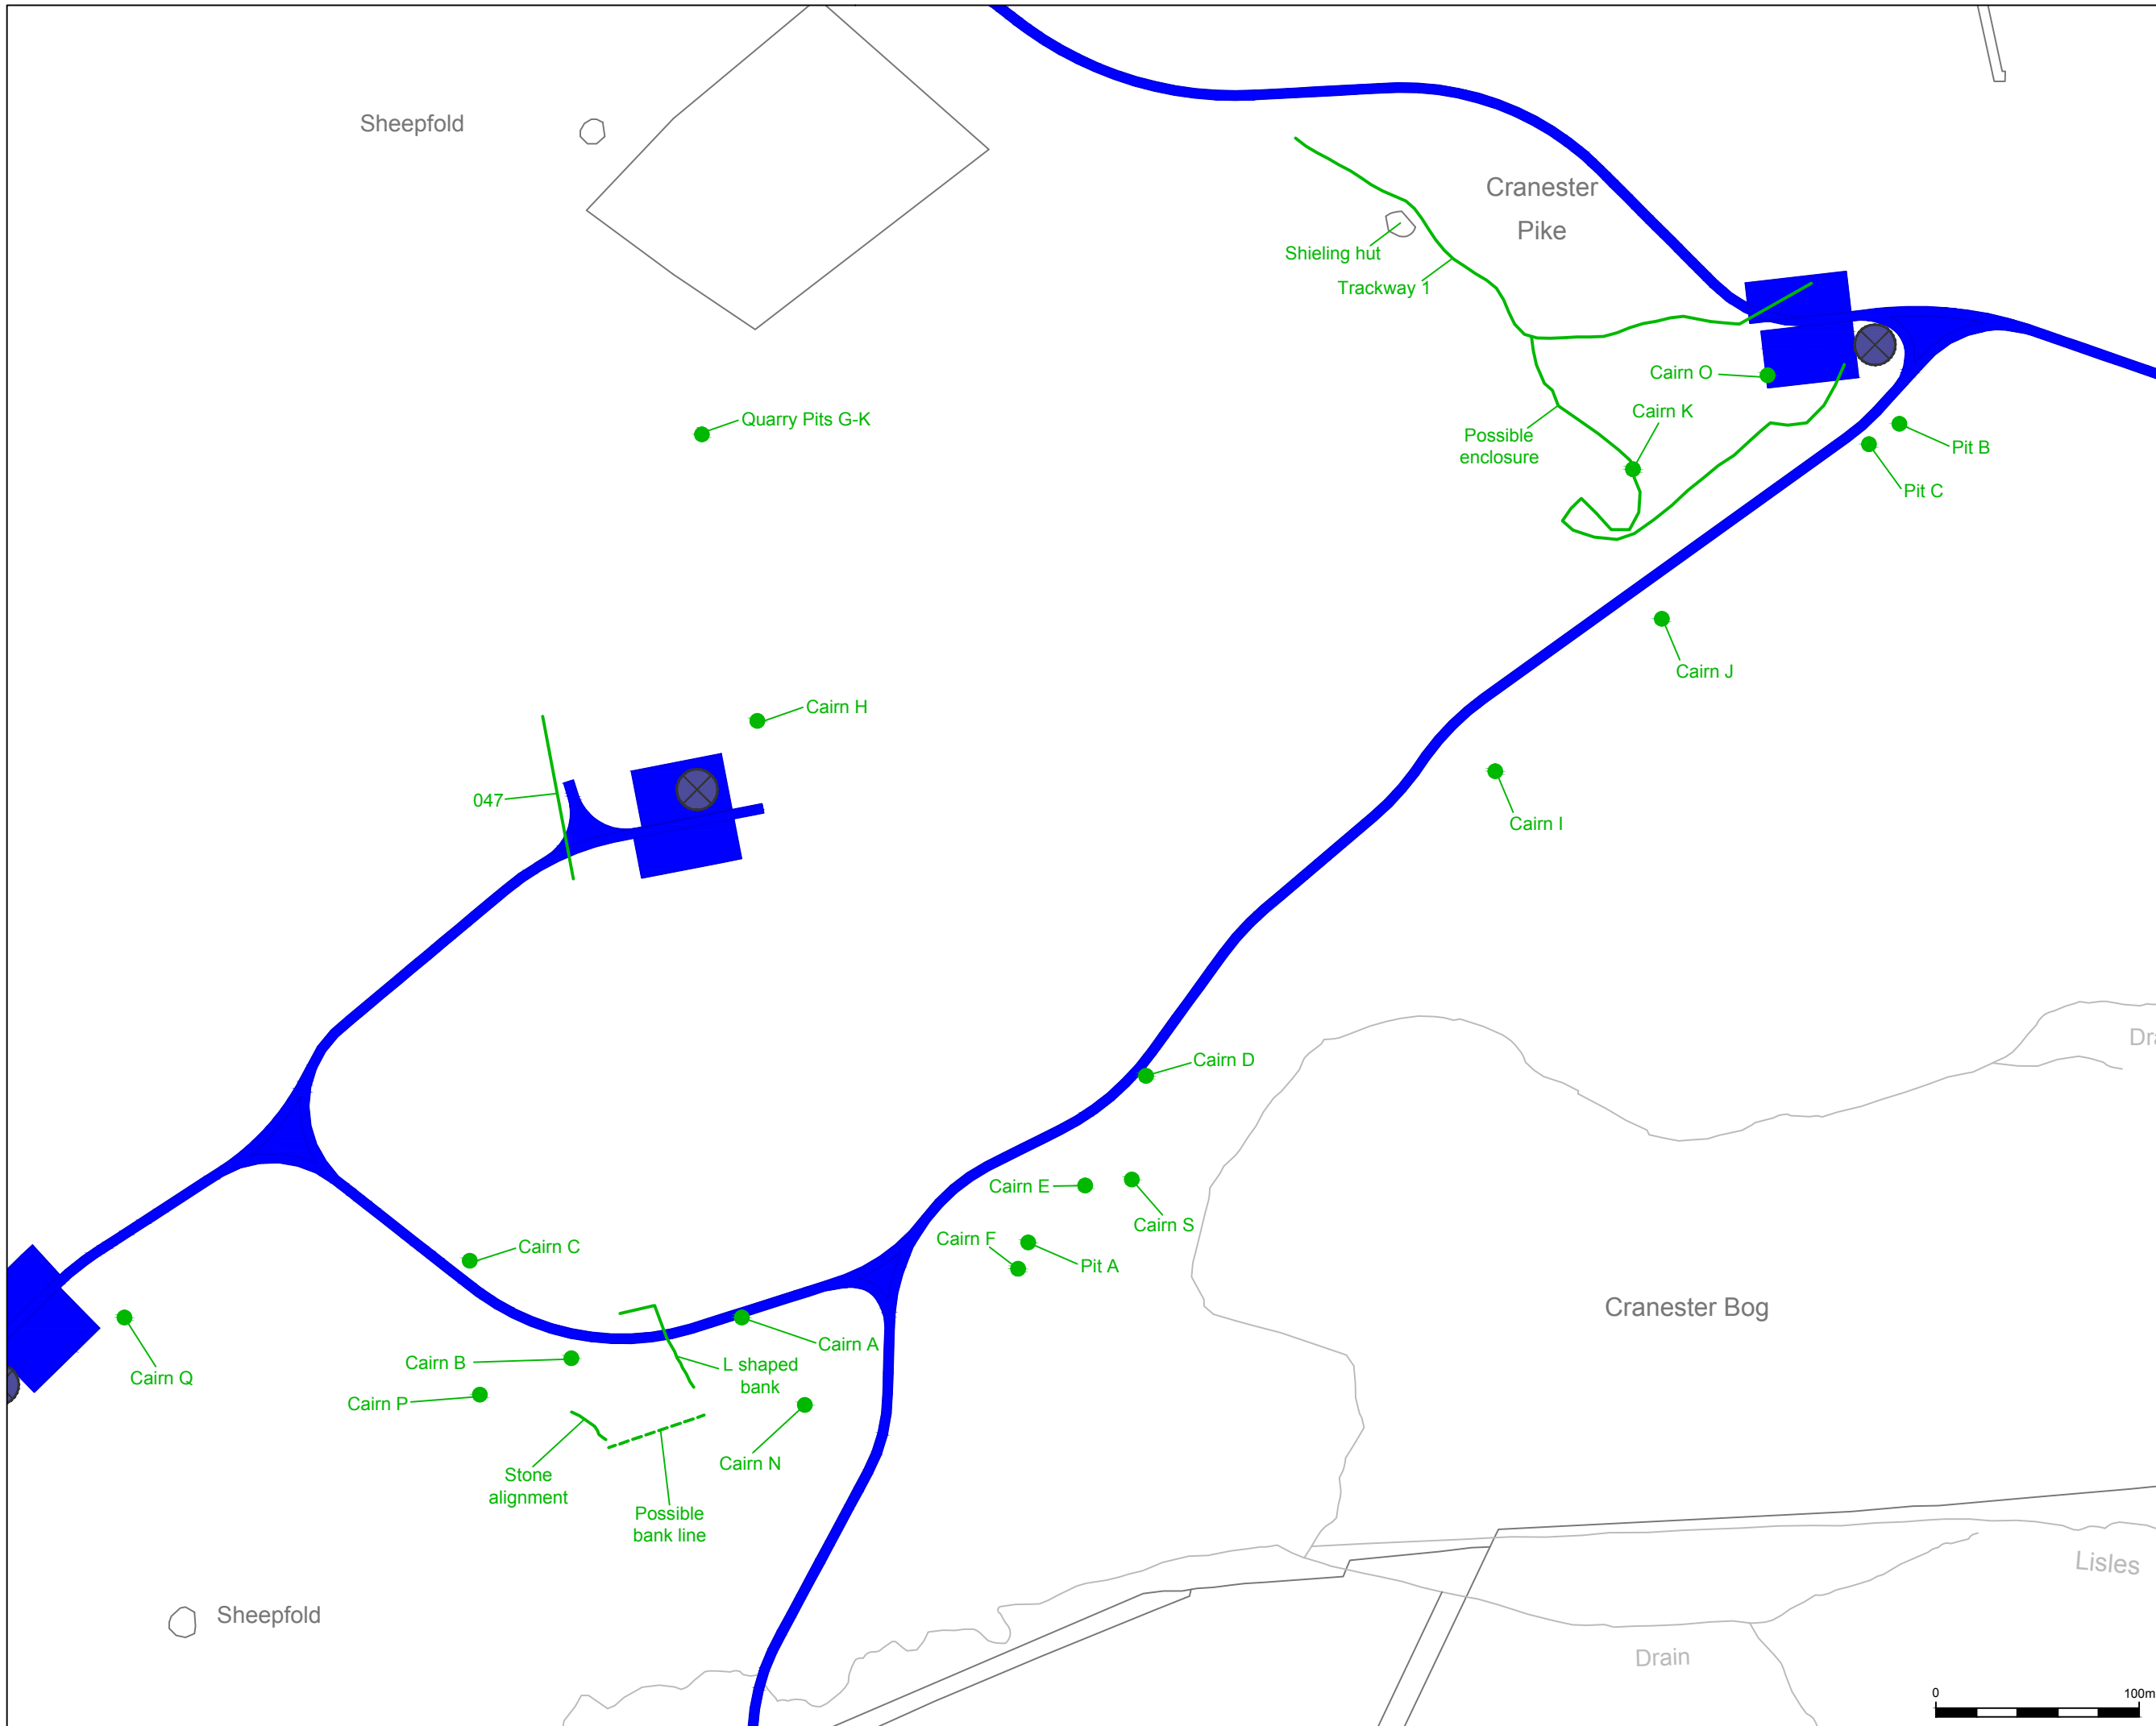 Sheepfold
Cranester
Pike
Shieling hut
Trackway 1
Cairn O
Cairn K
Quarry Pits G-K
Possible
enclosure
Pit B
Pit C
Cairn J
Cairn H
047
Cairn I
Cairn D
Cairn E
Cairn S
Cairn F
Pit A
Cairn C
Cranester Bog
Cairn A
Cairn B
L shaped
bank
Cairn Q
Cairn P
Cairn N
Stone
alignment
Possible
bank line
Lisles
Sheepfold
Drain
0 100m